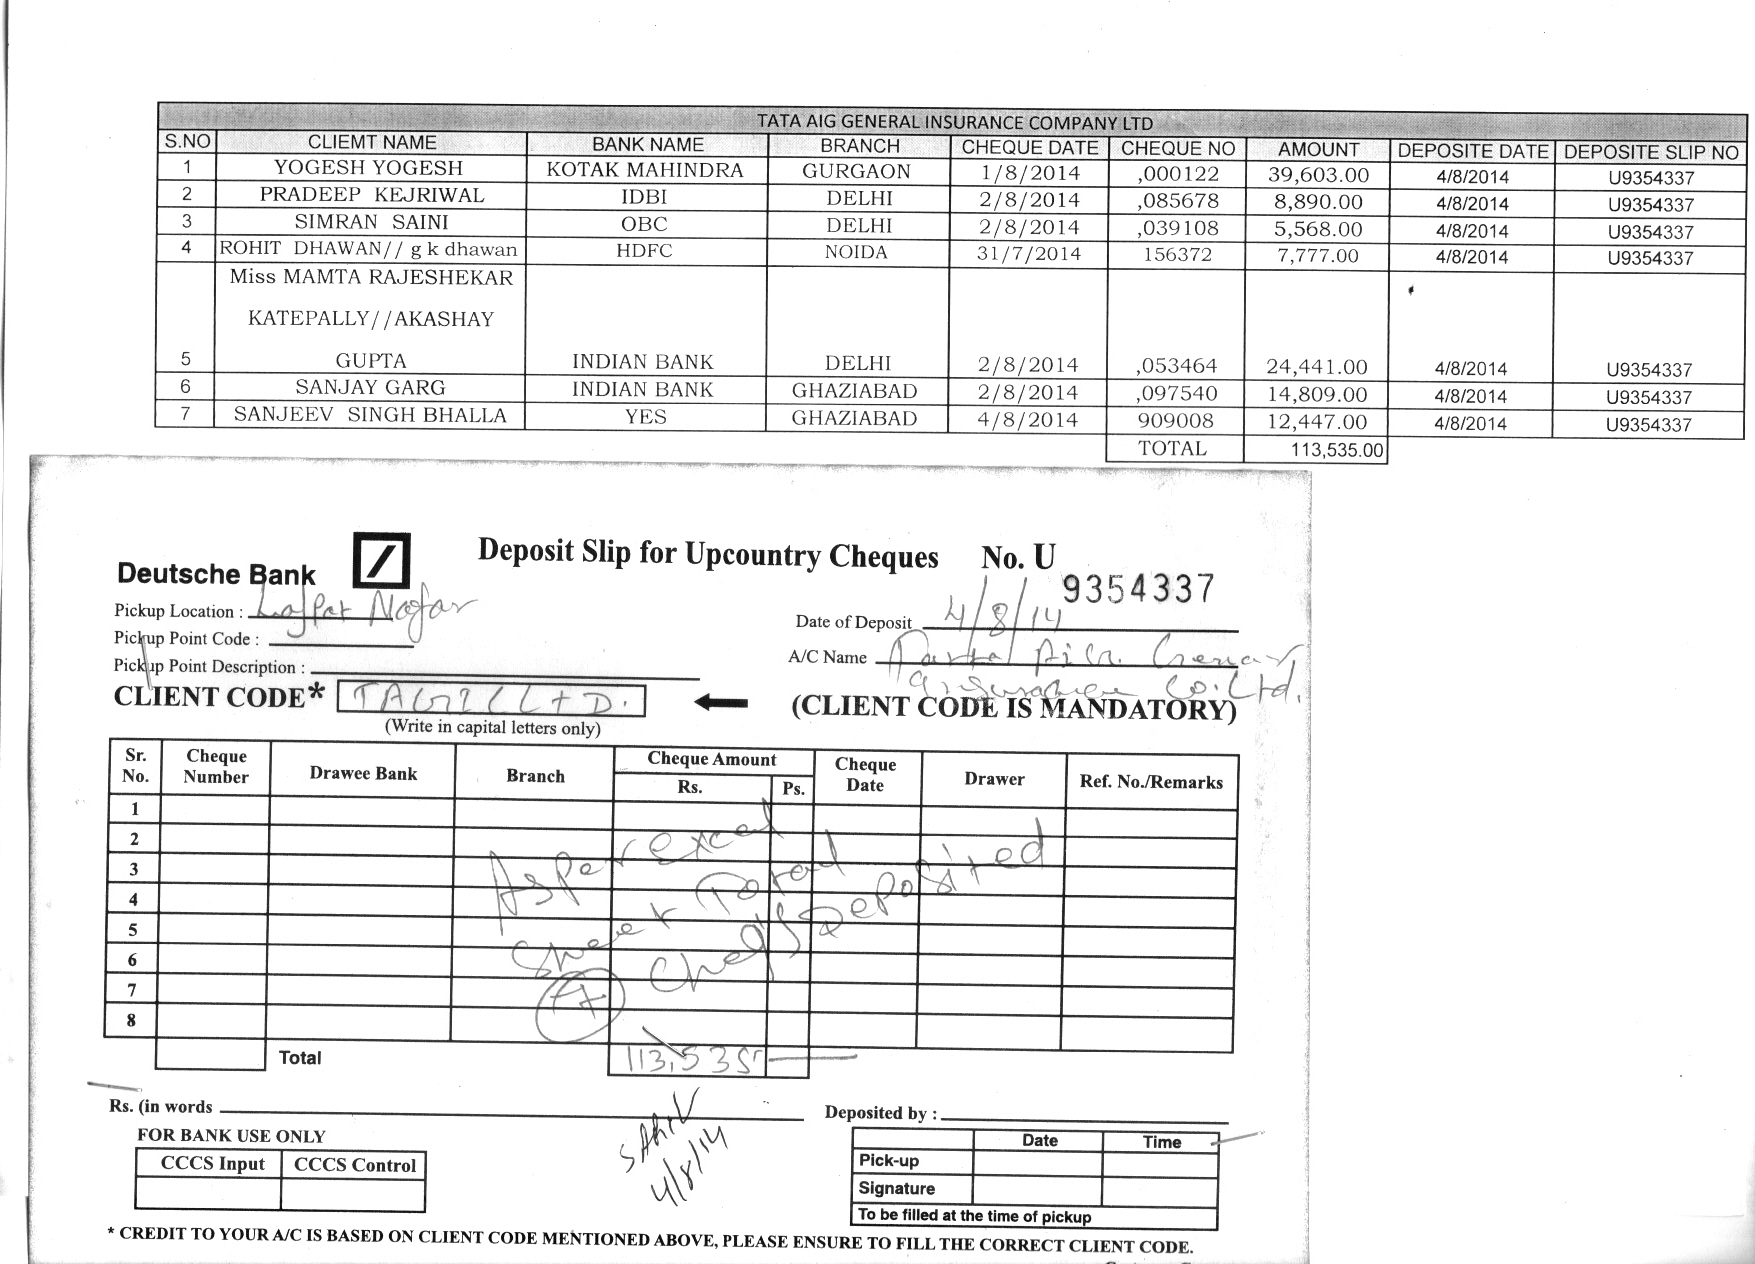 TATA AIG GENERAL INSURANCE COMPANY LTD
S.NO CLIEMT NAME BANK NAME BRANCH CHEQUE DATE CHEQUE NO AMOUNT DEPOSITE DATE DEPOSITE SLIP NO
1 YOGESH YOGESH KOTAK MAHINDRA GURGAON 1/8/2014 ,000122 39,603.00 4/8/2014 U9354337
2 PRADEEP KEJRIWAL IDBI DELHI 2/8/2014 ,085678 8,890.00 4/8/2014 U9354337
3 SIMRAN SAINI OBC DELHI 2/8/2014 ,039108 5,568.00 4/8/2014 U9354337
4 ROHIT DHAWAN// g k dhawan HDFC NOIDA 31/7/2014 156372 7,777.00 4/8/2014 U9354337
Miss MAMTA RAJESHEKAR
KATEPALLY//AKASHAY
5 GUPTA INDIAN BANK DELHI 2/8/2014 ,053464 24,441.00 4/8/2014 U9354337
6 SANJAY GARG INDIAN BANK GHAZIABAD 2/8/2014 ,097540 14,809.00 4/8/2014 U9354337
7 SANJEEV SINGH BHALLA YES GHAZIABAD 4/8/2014 909008 12,447.00 4/8/2014 U9354337
TOTAL 113,535.00
Deutsche Bank Deposit Slip for Upcountry Cheques No. U 9354337
Pickup Location : Lajpat Nagar Date of Deposit 4/8/14
Pickup Point Code :
A/C Name
Pickup Point Description : Co. Ltd.
CLIENT CODE* (CLIENT CODE IS MANDATORY)
(Write in capital letters only)
Sr. No. Cheque Number Drawee Bank Branch Cheque Amount Rs. Ps. Cheque Date Drawer Ref. No./Remarks
1
2
3
4
5
6
7
8
As per excel
Sheet Total
7 Deposited
Total 113,535
Rs. (in words Deposited by :
SAHIL
4/8/14
FOR BANK USE ONLY
CCCS Input CCCS Control
Date Time
Pick-up
Signature
To be filled at the time of pickup
* CREDIT TO YOUR A/C IS BASED ON CLIENT CODE MENTIONED ABOVE, PLEASE ENSURE TO FILL THE CORRECT CLIENT CODE.